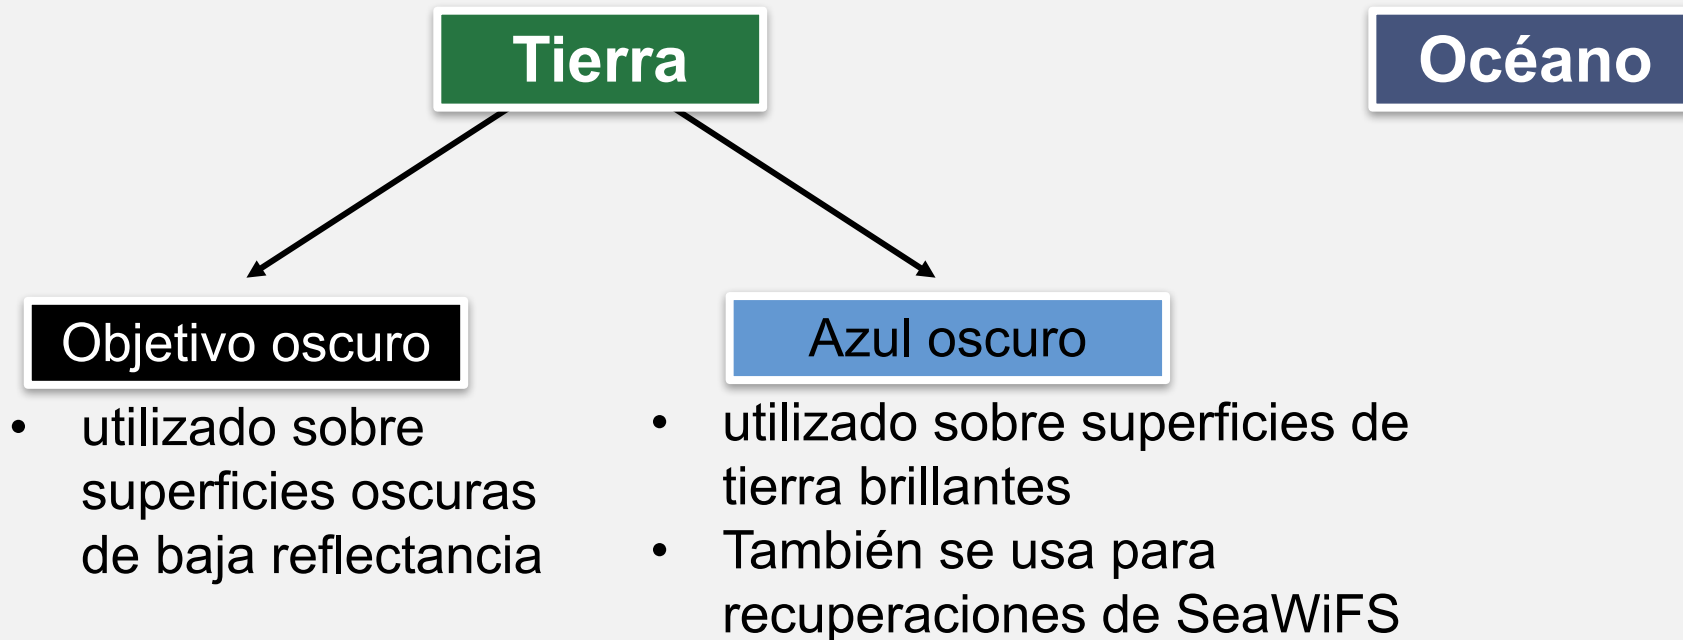 Tierra
Océano
Objetivo oscuro
• utilizado sobre
superficies oscuras
de baja reflectancia
Azul oscuro
• utilizado sobre superficies de
tierra brillantes
• También se usa para
recuperaciones de SeaWiFS